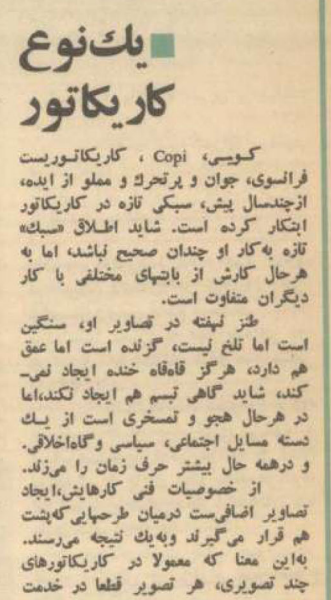 یك‌نوع
کاریکاتور
کوپی، Copi ، کاریکاتوریست
فرانسوی، جوان و پرتحرك و مملو از ایده،
ازچندسال پیش، سبکی تازه در کاریکاتور
ابتکار کرده است. شاید اطلاق «سبك»
تازه به‌کار او چندان صحیح نباشد، اما به
هرحال کارش از بابتهای مختلفی با کار
دیگران متفاوت است.
طنز نهفته در تصاویر او، سنگین
است اما تلخ نیست، گزنده است اما عمق
هم دارد، هرگز قاه‌قاه خنده ایجاد نمی‌ـ
کند، شاید گاهی تبسم هم ایجاد نکند،اما
در هرحال هجو و تمسخری است از یـك
دسته مسایل اجتماعی، سیاسی وگاه‌اخلاقی.
و درهمه حال بیشتر حرف زمان را می‌زند.
از خصوصیات فنی کارهایش،ایجاد
تصاویر اضافی‌ست درمیان طرحهایی که‌پشت
هم قرار می‌گیرند وبه‌یك نتیجه می‌رسند.
به‌این معنا که معمولا در کاریکاتورهای
چند تصویری، هر تصویر قطعا در خدمت